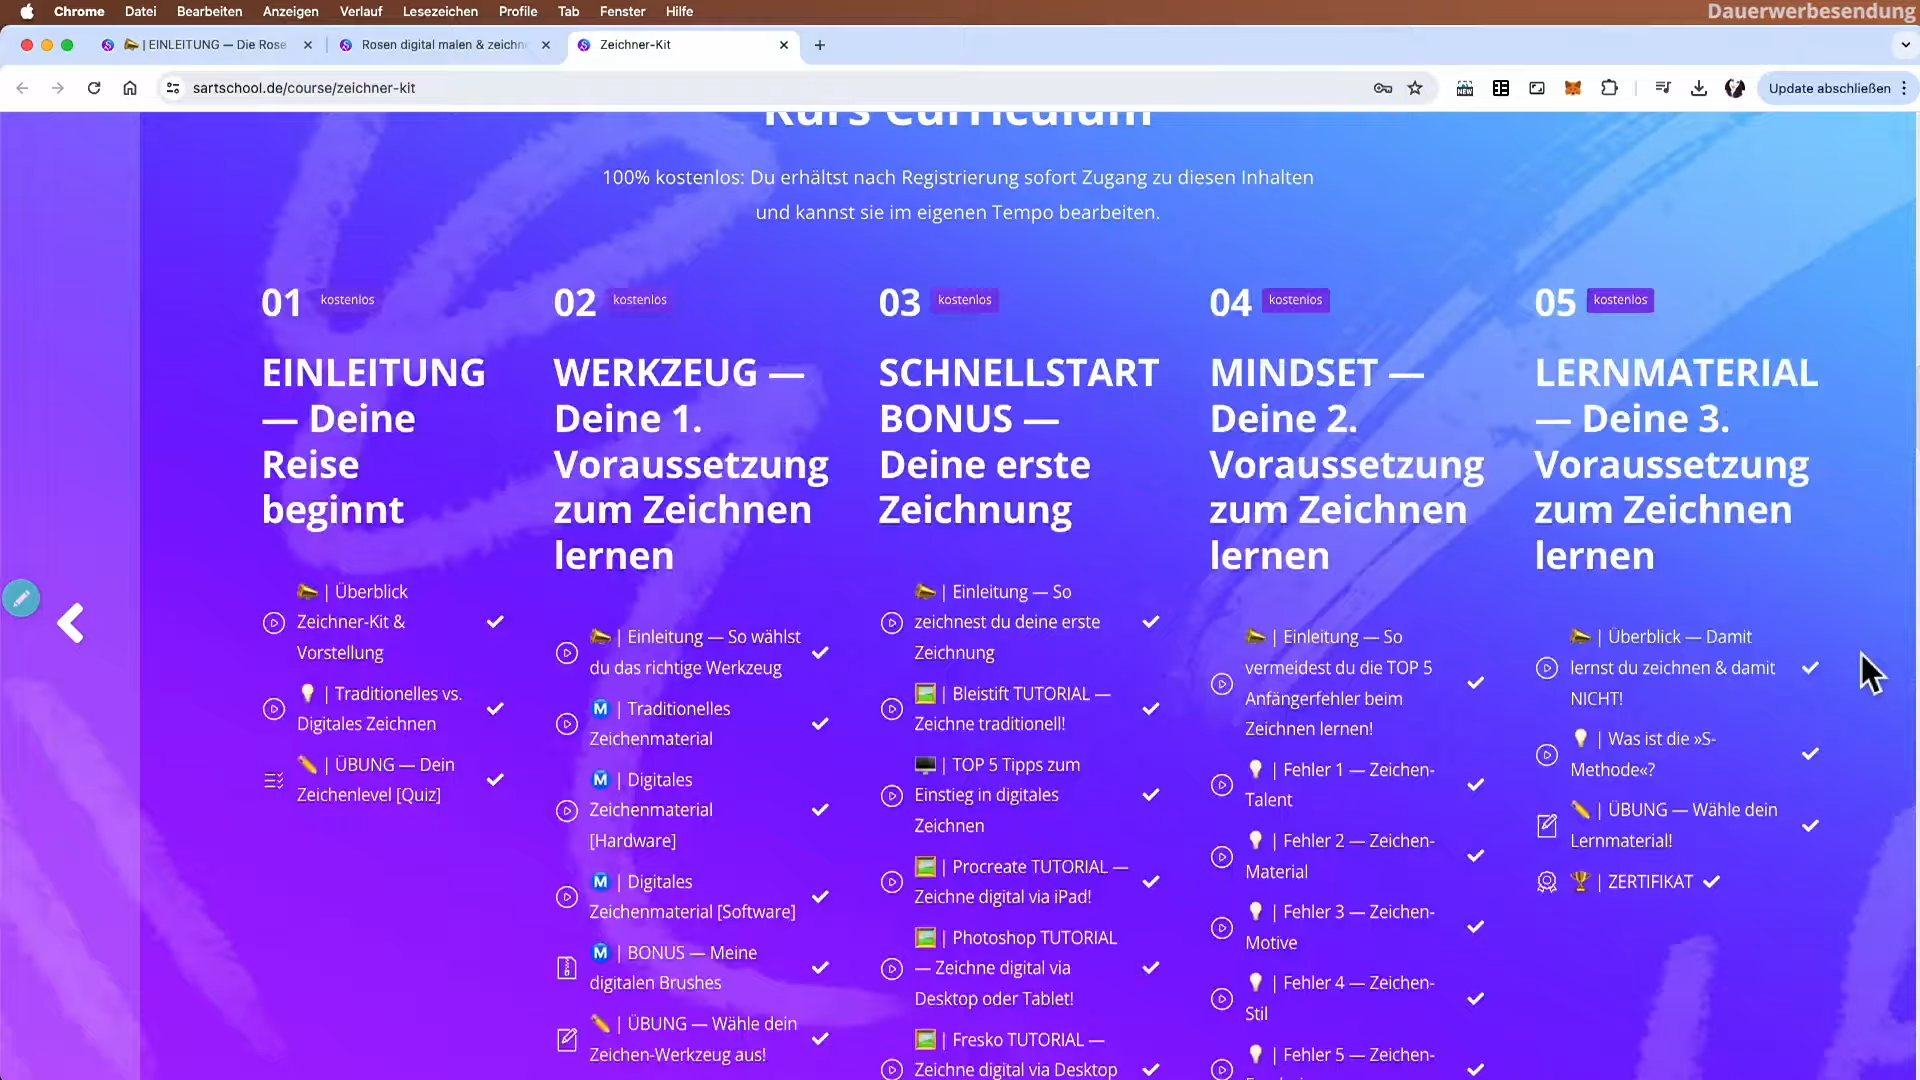 Chrome Datei Bearbeiten Anzeigen Verlauf Lesezeichen Profile Tab Fenster Hilfe
Dauerwerbesendung
| EINLEITUNG — Die Rose
Rosen digital malen & zeichn
Zeichner-Kit
sartschool.de/course/zeichner-kit
NEW
Update abschließen
Kurs Curriculum
100% kostenlos: Du erhältst nach Registrierung sofort Zugang zu diesen Inhalten
und kannst sie im eigenen Tempo bearbeiten.
01 kostenlos
EINLEITUNG
— Deine
Reise
beginnt
| Überblick
Zeichner-Kit &
Vorstellung
| Traditionelles vs.
Digitales Zeichnen
| ÜBUNG — Dein
Zeichenlevel [Quiz]
02 kostenlos
WERKZEUG —
Deine 1.
Voraussetzung
zum Zeichnen
lernen
| Einleitung — So wählst
du das richtige Werkzeug
Ⓜ️ | Traditionelles
Zeichenmaterial
Ⓜ️ | Digitales
Zeichenmaterial
[Hardware]
Ⓜ️ | Digitales
Zeichenmaterial [Software]
Ⓜ️ | BONUS — Meine
digitalen Brushes
| ÜBUNG — Wähle dein
Zeichen-Werkzeug aus!
03 kostenlos
SCHNELLSTART
BONUS —
Deine erste
Zeichnung
| Einleitung — So
zeichnest du deine erste
Zeichnung
| Bleistift TUTORIAL —
Zeichne traditionell!
| TOP 5 Tipps zum
Einstieg in digitales
Zeichnen
| Procreate TUTORIAL —
Zeichne digital via iPad!
| Photoshop TUTORIAL
— Zeichne digital via
Desktop oder Tablet!
| Fresko TUTORIAL —
Zeichne digital via Desktop
04 kostenlos
MINDSET —
Deine 2.
Voraussetzung
zum Zeichnen
lernen
| Einleitung — So
vermeidest du die TOP 5
Anfängerfehler beim
Zeichnen lernen!
| Fehler 1 — Zeichen-
Talent
| Fehler 2 — Zeichen-
Material
| Fehler 3 — Zeichen-
Motive
| Fehler 4 — Zeichen-
Stil
| Fehler 5 — Zeichen-
05 kostenlos
LERNMATERIAL
— Deine 3.
Voraussetzung
zum Zeichnen
lernen
| Überblick — Damit
lernst du zeichnen & damit
NICHT!
| Was ist die »S-
Methode«?
| ÜBUNG — Wähle dein
Lernmaterial!
| ZERTIFIKAT